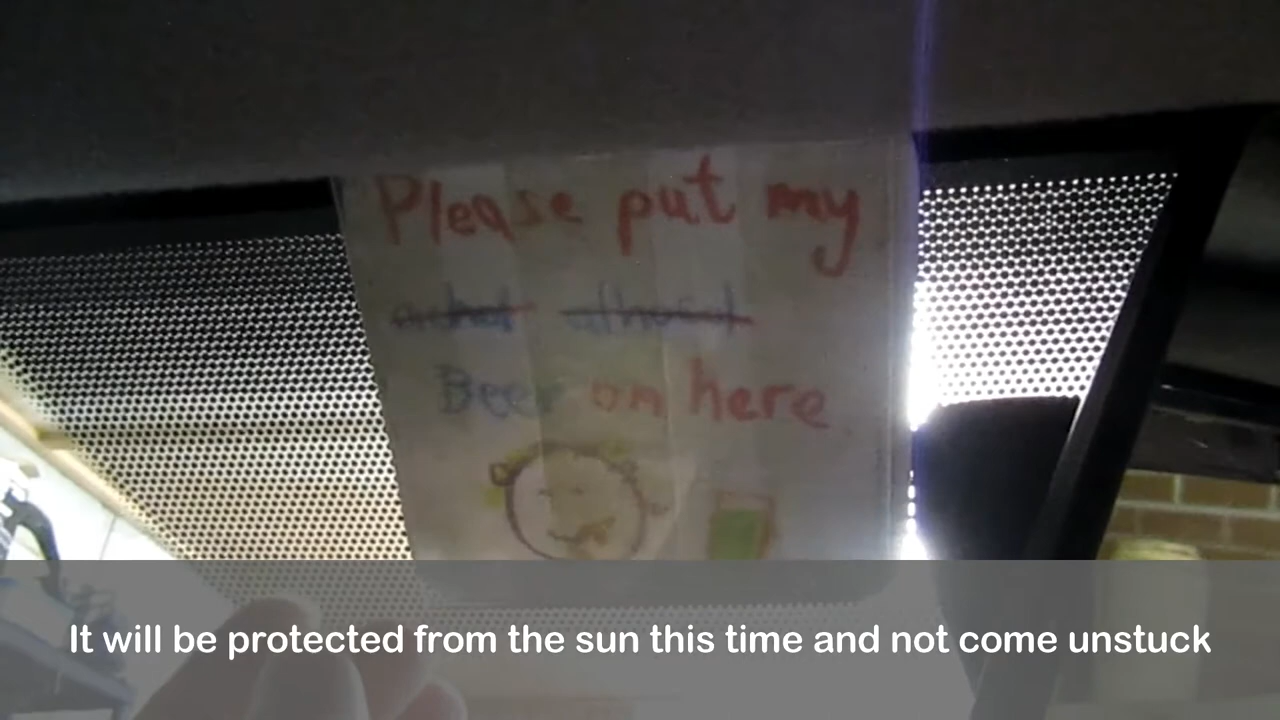 Please put my
Beer on here
It will be protected from the sun this time and not come unstuck